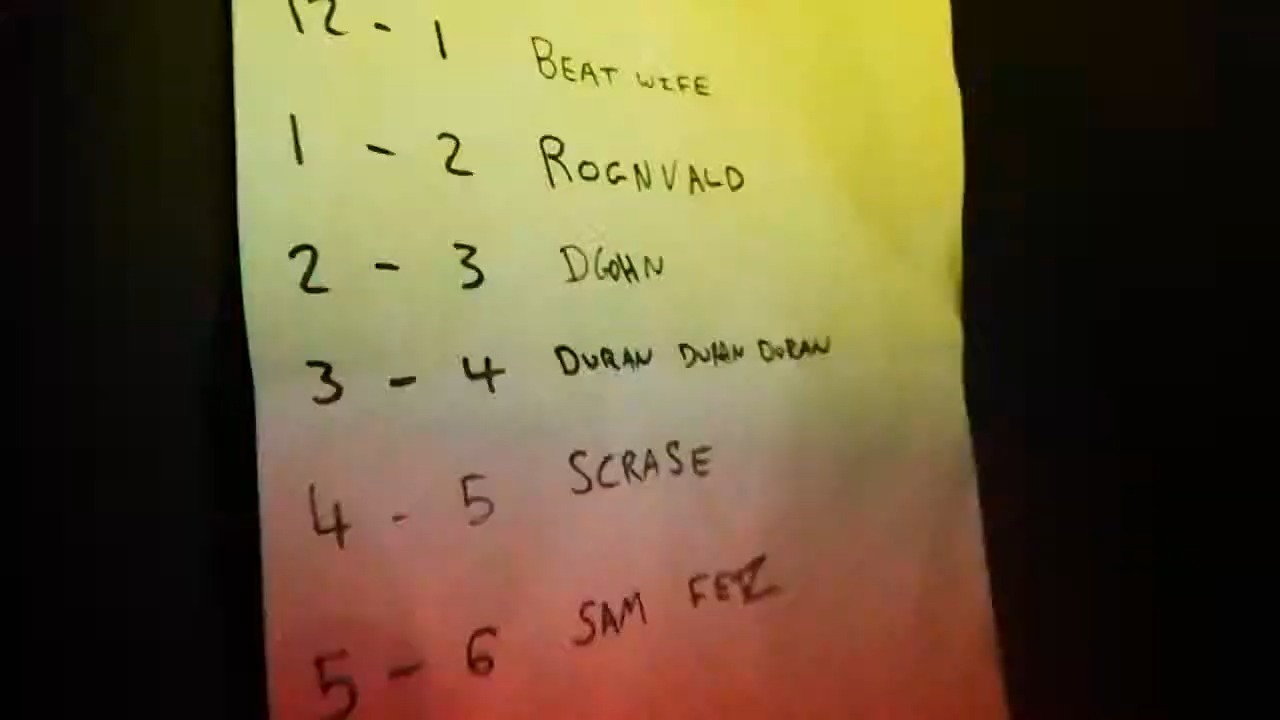 12 - 1 BEAT WIFE
1 - 2 ROGNVALD
2 - 3 DGOHN
3 - 4 DURAN DURAN DURAN
4 - 5 SCRASE
5 - 6 SAM